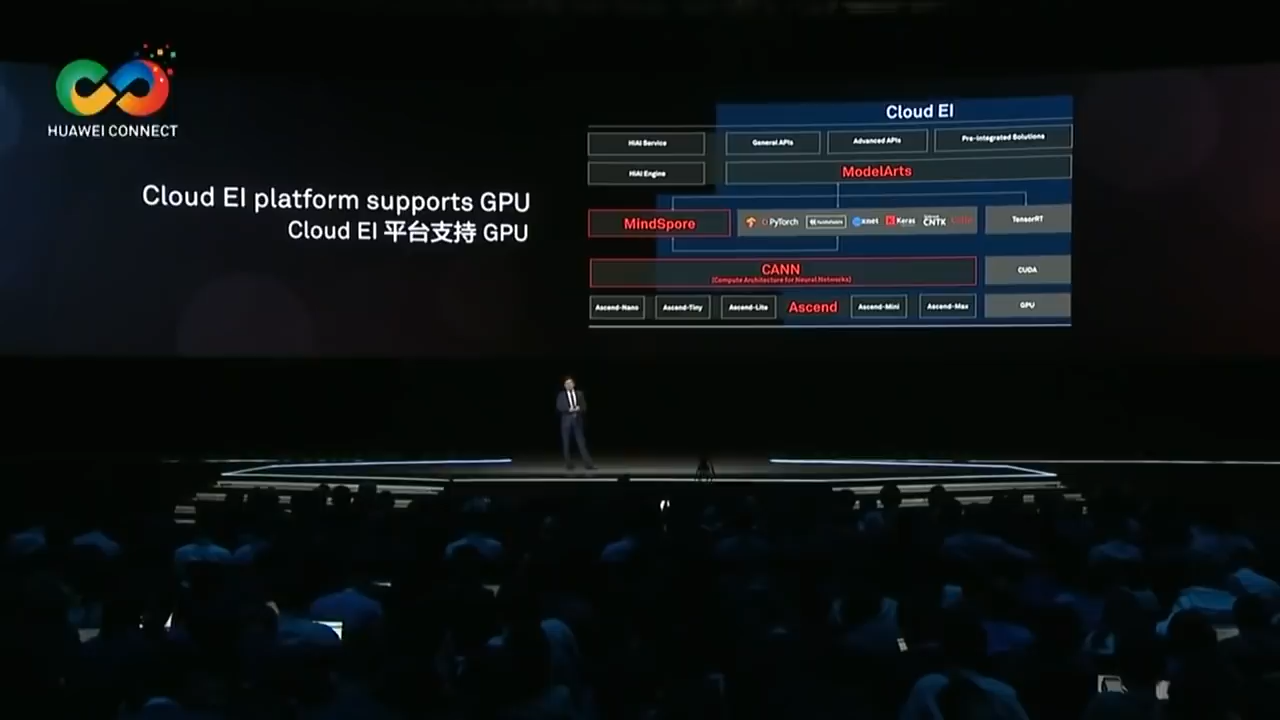 HUAWEI CONNECT
Cloud EI platform supports GPU
Cloud EI 平台支持 GPU
Cloud EI
HiAI Service
General APIs
Advanced APIs
Pre-integrated Solutions
HiAI Engine
ModelArts
MindSpore
PyTorch
mxnet
Keras
CNTK
TensorRT
CANN
(Compute Architecture for Neural Networks)
CUDA
Ascend-Nano
Ascend-Tiny
Ascend-Lite
Ascend
Ascend-Mini
Ascend-Max
GPU